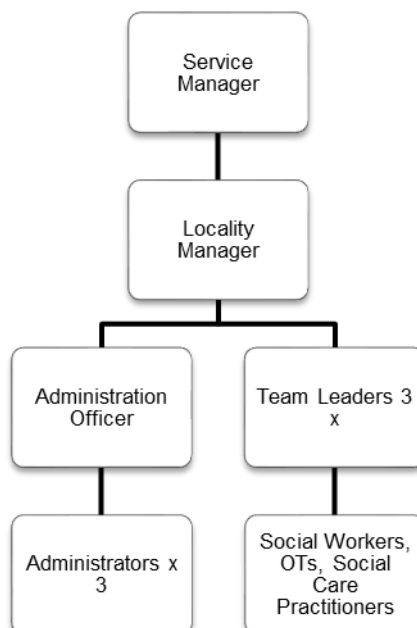 Service
Manager
Locality
Manager
Administration
Officer
Team Leaders 3
x
Administrators x
3
Social Workers,
OTs, Social
Care
Practitioners